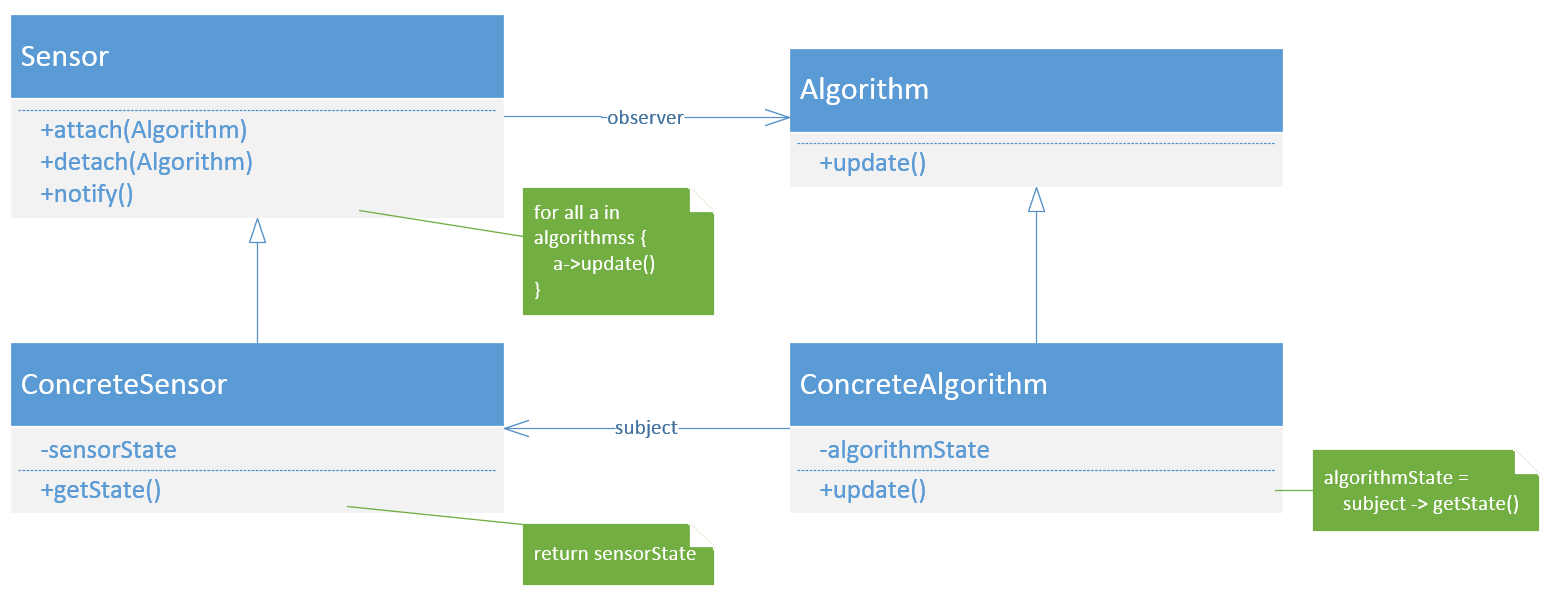 Sensor
+attach(Algorithm)
+detach(Algorithm)
+notify()
observer
Algorithm
+update()
for all a in
algorithmss {
a->update()
}
ConcreteSensor
-sensorState
+getState()
subject
ConcreteAlgorithm
-algorithmState
+update()
algorithmState =
subject -> getState()
return sensorState